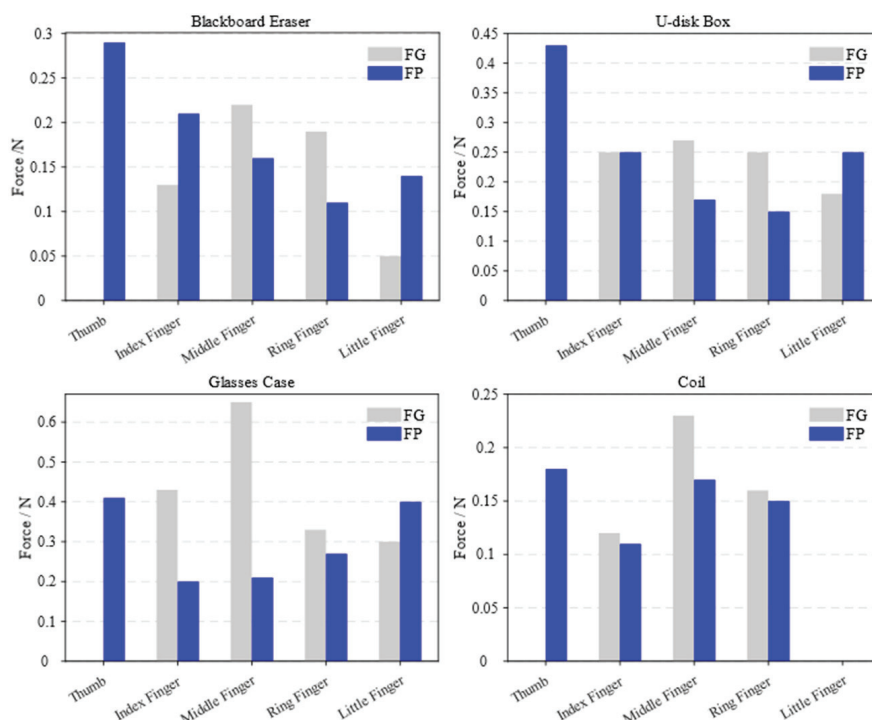 Blackboard Eraser
0.3
0.25
0.2
0.15
0.1
0.05
0
Force /N
FG
FP
Thumb
Index Finger
Middle Finger
Ring Finger
Little Finger
U-disk Box
0.45
0.4
0.35
0.3
0.25
0.2
0.15
0.1
0.05
0
Force / N
FG
FP
Thumb
Index Finger
Middle Finger
Ring Finger
Little Finger
Glasses Case
0.6
0.5
0.4
0.3
0.2
0.1
0
Force / N
FG
FP
Thumb
Index Finger
Middle Finger
Ring Finger
Little Finger
Coil
0.25
0.2
0.15
0.1
0.05
0
Force / N
FG
FP
Thumb
Index Finger
Middle Finger
Ring Finger
Little Finger